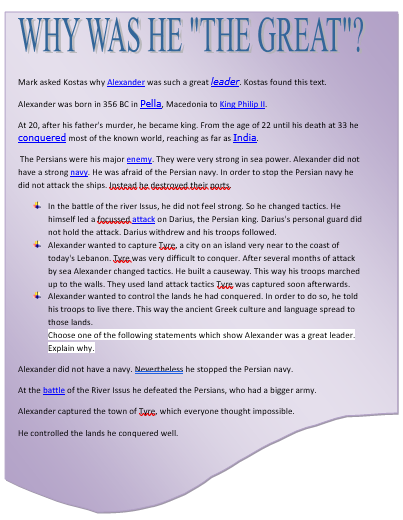 WHY WAS HE "THE GREAT"?
Mark asked Kostas why Alexander was such a great leader. Kostas found this text.
Alexander was born in 356 BC in Pella, Macedonia to King Philip II.
At 20, after his father's murder, he became king. From the age of 22 until his death at 33 he
conquered most of the known world, reaching as far as India.
The Persians were his major enemy. They were very strong in sea power. Alexander did not
have a strong navy. He was afraid of the Persian navy. In order to stop the Persian navy he
did not attack the ships. Instead he destroyed their ports.
In the battle of the river Issus, he did not feel strong. So he changed tactics. He
himself led a focussed attack on Darius, the Persian king. Darius's personal guard did
not hold the attack. Darius withdrew and his troops followed.
Alexander wanted to capture Tyre, a city on an island very near to the coast of
today's Lebanon. Tyre was very difficult to conquer. After several months of attack
by sea Alexander changed tactics. He built a causeway. This way his troops marched
up to the walls. They used land attack tactics Tyre was captured soon afterwards.
Alexander wanted to control the lands he had conquered. In order to do so, he told
his troops to live there. This way the ancient Greek culture and language spread to
those lands.
Choose one of the following statements which show Alexander was a great leader.
Explain why.
Alexander did not have a navy. Nevertheless he stopped the Persian navy.
At the battle of the River Issus he defeated the Persians, who had a bigger army.
Alexander captured the town of Tyre, which everyone thought impossible.
He controlled the lands he conquered well.